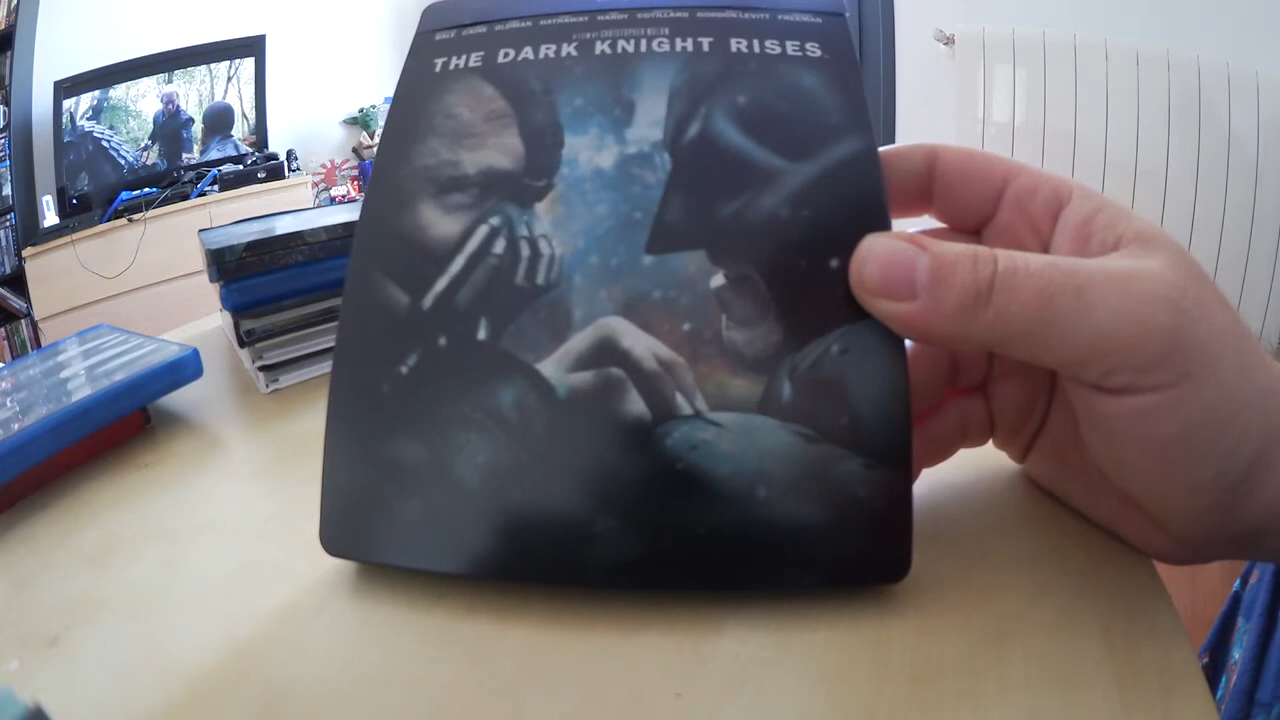 BALE CAINE OLDMAN HATHAWAY HARDY COTILLARD GORDON-LEVITT FREEMAN
A FILM BY CHRISTOPHER NOLAN
THE DARK KNIGHT RISES